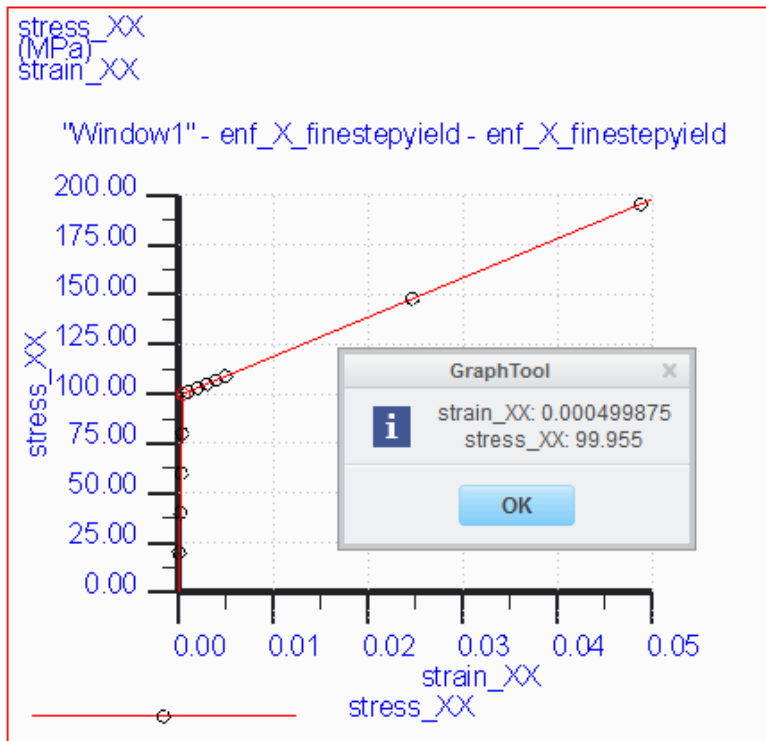 stress_XX
(MPa)
strain_XX
"Window1" - enf_X_finestepyield - enf_X_finestepyield
200.00
175.00
150.00
125.00
100.00
75.00
50.00
25.00
0.00
stress_XX
GraphTool
strain_XX: 0.000499875
stress_XX: 99.955
OK
0.00 0.01 0.02 0.03 0.04 0.05
strain_XX
stress_XX